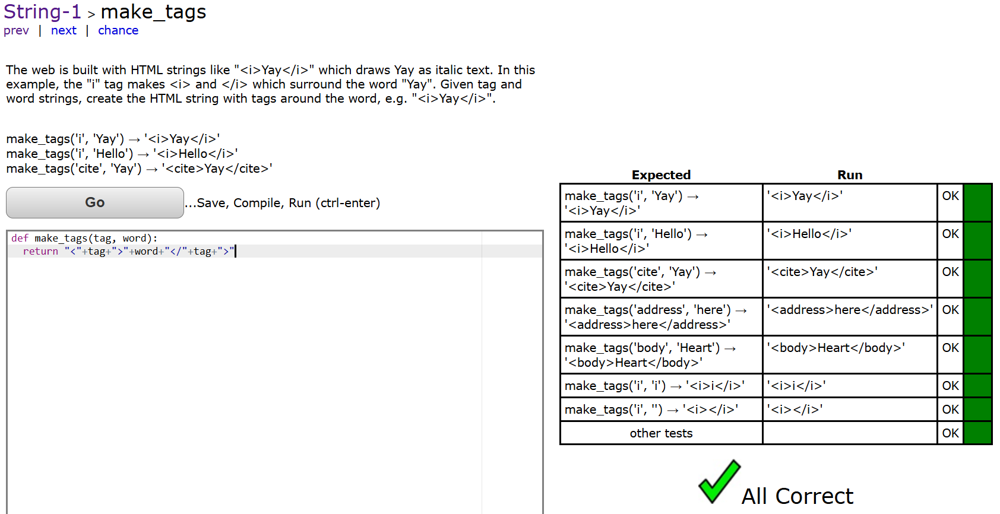 String-1 > make_tags
prev | next | chance
The web is built with HTML strings like "<i>Yay</i>" which draws Yay as italic text. In this
example, the "i" tag makes <i> and </i> which surround the word "Yay". Given tag and
word strings, create the HTML string with tags around the word, e.g. "<i>Yay</i>".
make_tags('i', 'Yay') → '<i>Yay</i>'
make_tags('i', 'Hello') → '<i>Hello</i>'
make_tags('cite', 'Yay') → '<cite>Yay</cite>'
Go ...Save, Compile, Run (ctrl-enter)
def make_tags(tag, word):
  return "<"+tag+">"+word+"</"+tag+">"
Expected Run
make_tags('i', 'Yay') → '<i>Yay</i>' OK
'<i>Yay</i>'
make_tags('i', 'Hello') → '<i>Hello</i>' OK
'<i>Hello</i>'
make_tags('cite', 'Yay') → '<cite>Yay</cite>' OK
'<cite>Yay</cite>'
make_tags('address', 'here') → '<address>here</address>' OK
'<address>here</address>'
make_tags('body', 'Heart') → '<body>Heart</body>' OK
'<body>Heart</body>'
make_tags('i', 'i') → '<i>i</i>' '<i>i</i>' OK
make_tags('i', '') → '<i></i>' '<i></i>' OK
other tests OK
All Correct